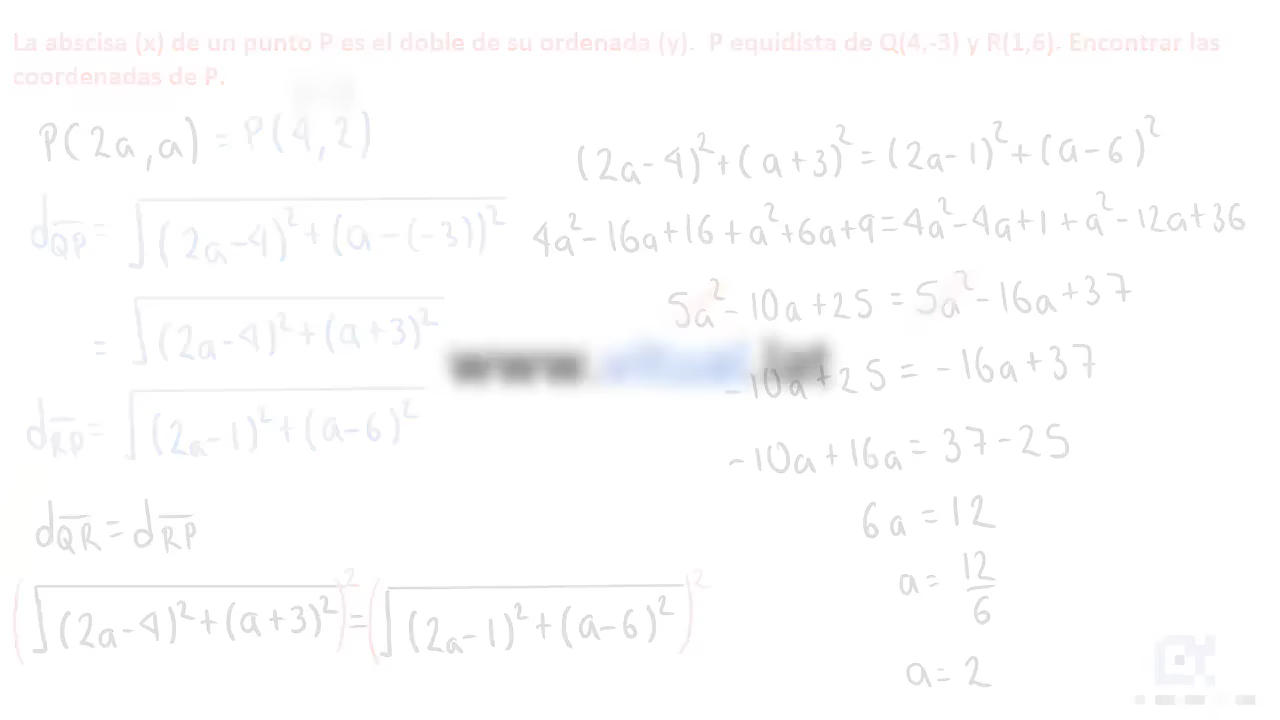 La abscisa (x) de un punto P es el doble de su ordenada (y). P equidista de Q(4,-3) y R(1,6). Encontrar las
coordenadas de P.
P(2a,a) = P(4,2)
d_QP = √((2a-4)² + (a-(-3))²
= √((2a-4)² + (a+3)²
d_RP = √((2a-1)² + (a-6)²
d_QR = d_RP
(√((2a-4)² + (a+3)²)² = (√((2a-1)² + (a-6)²)²
(2a-4)² + (a+3)² = (2a-1)² + (a-6)²
4a² - 16a + 16 + a² + 6a + 9 = 4a² - 4a + 1 + a² - 12a + 36
5a² - 10a + 25 = 5a² - 16a + 37
-10a + 25 = -16a + 37
-10a + 16a = 37 - 25
6a = 12
a = 12/6
a = 2